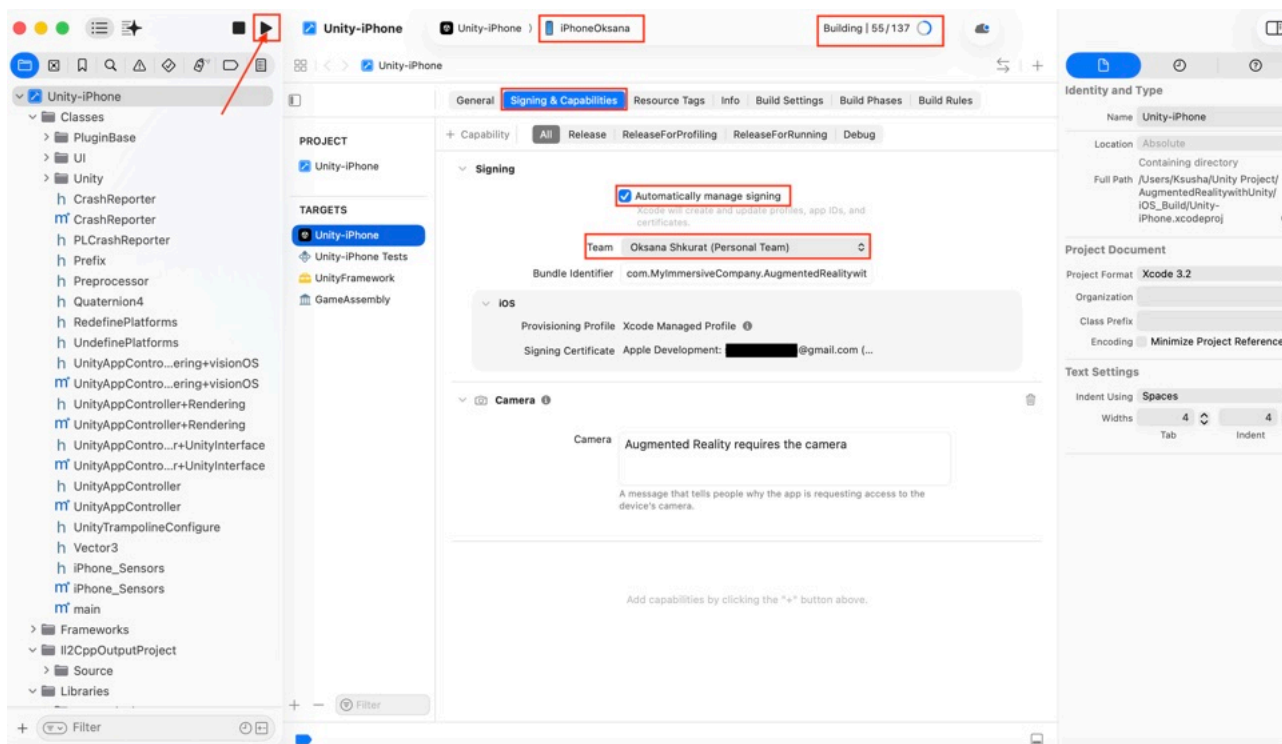 Unity-iPhone
Unity-iPhone
iPhoneOksana
Building | 55/137
Unity-iPhone
Classes
PluginBase
UI
Unity
h CrashReporter
m CrashReporter
h PLCrashReporter
h Prefix
h Preprocessor
h Quaternion4
h RedefinePlatforms
h UndefinePlatforms
h UnityAppContro...ering+visionOS
m UnityAppContro...ering+visionOS
h UnityAppController+Rendering
m UnityAppController+Rendering
h UnityAppContro...r+UnityInterface
m UnityAppContro...r+UnityInterface
h UnityAppController
m UnityAppController
h UnityTrampolineConfigure
h Vector3
h iPhone_Sensors
m iPhone_Sensors
m main
Frameworks
Il2CppOutputProject
Source
Libraries
Filter
Unity-iPhone
PROJECT
Unity-iPhone
TARGETS
Unity-iPhone
Unity-iPhone Tests
UnityFramework
GameAssembly
Filter
General Signing & Capabilities Resource Tags Info Build Settings Build Phases Build Rules
+ Capability All Release ReleaseForProfiling ReleaseForRunning Debug
Signing
Automatically manage signing
Xcode will create and update profiles, app IDs, and
certificates.
Team Oksana Shkurat (Personal Team)
Bundle Identifier com.MyImmersiveCompany.AugmentedRealitywit
iOS
Provisioning Profile Xcode Managed Profile
Signing Certificate Apple Development: @gmail.com (...
Camera
Camera Augmented Reality requires the camera
A message that tells people why the app is requesting access to the
device's camera.
Add capabilities by clicking the "+" button above.
Identity and Type
Name Unity-iPhone
Location Absolute
Containing directory
Full Path /Users/Ksusha/Unity Project/
AugmentedRealitywithUnity/
iOS_Build/Unity-
iPhone.xcodeproj
Project Document
Project Format Xcode 3.2
Organization
Class Prefix
Encoding Minimize Project Reference
Text Settings
Indent Using Spaces
Widths 4 4
Tab Indent